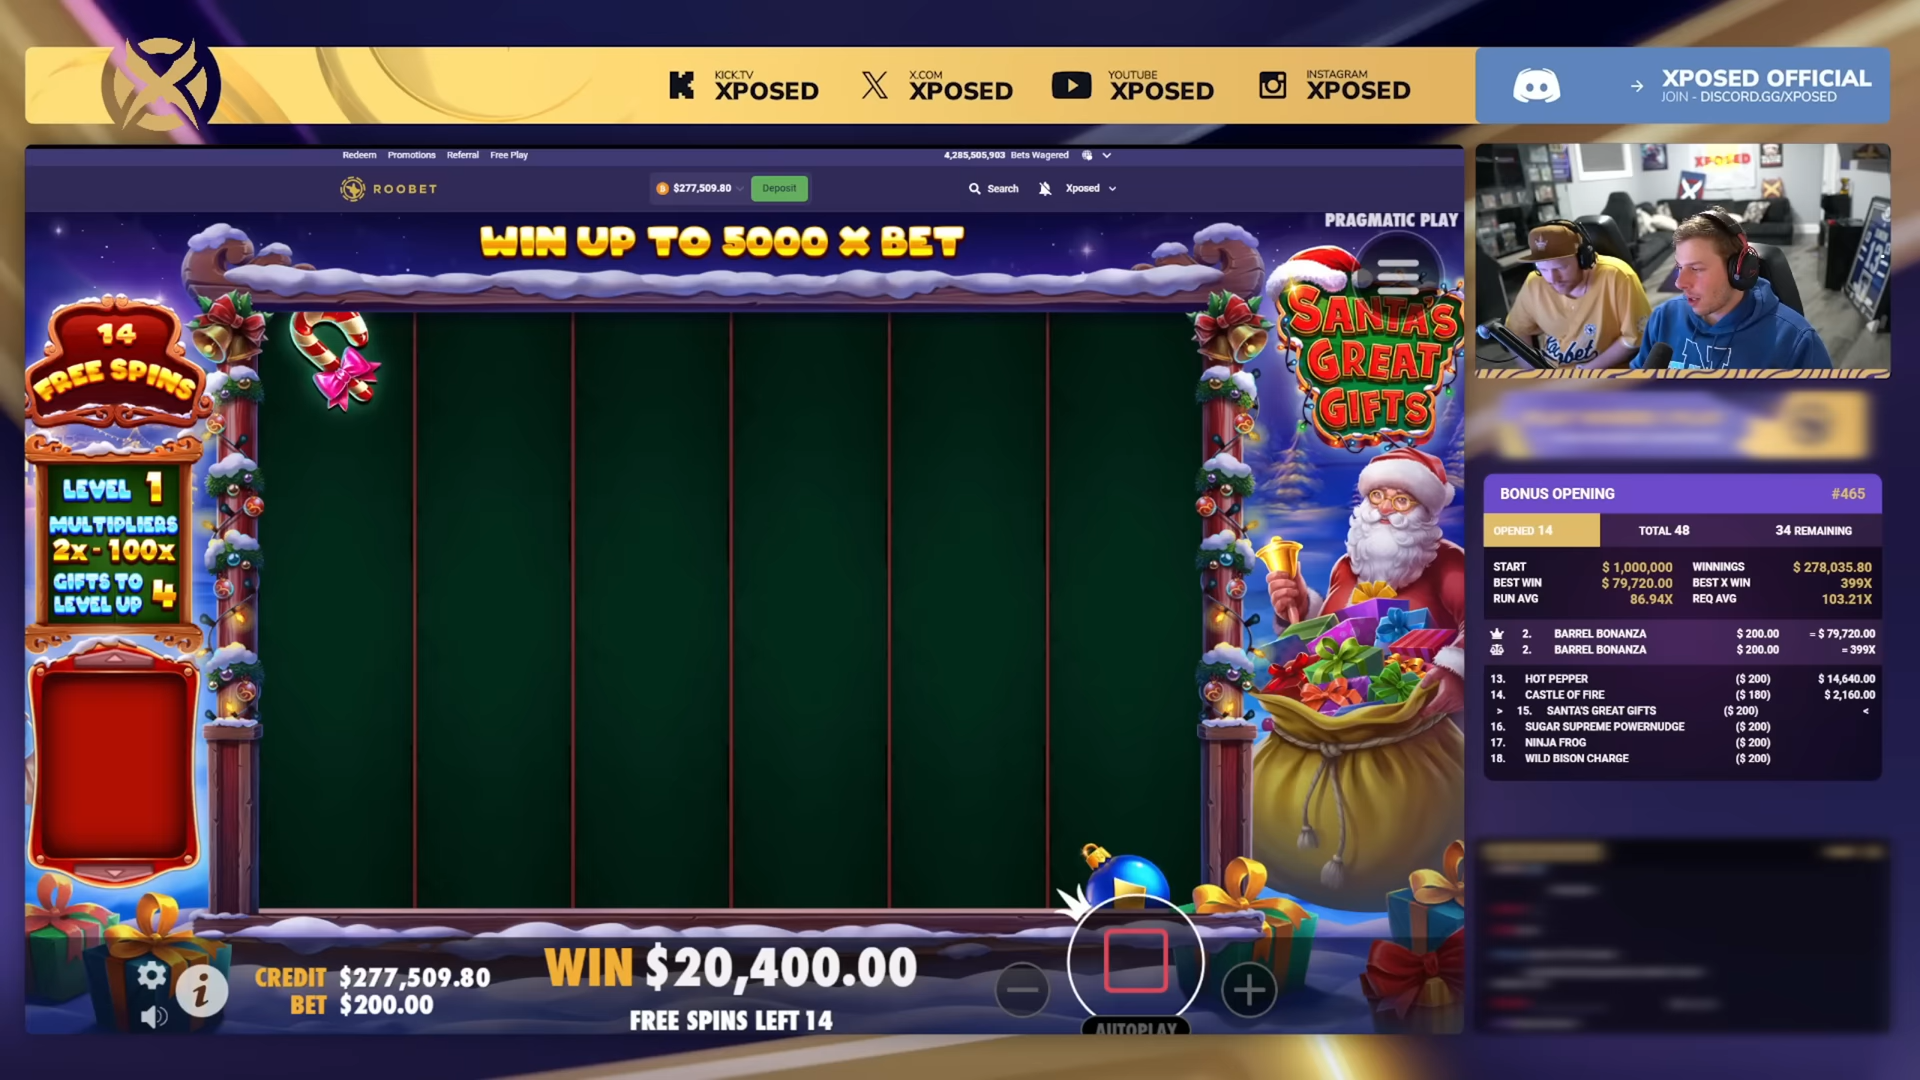 KICK.TV
XPOSED
X.COM
XPOSED
YOUTUBE
XPOSED
INSTAGRAM
XPOSED
XPOSED OFFICIAL
JOIN - DISCORD.GG/XPOSED
Redeem Promotions Referral Free Play
4,285,505,903 Bets Wagered
ROOBET
$277,509.80
Deposit
Search
Xposed
WIN UP TO 5000 X BET
PRAGMATIC PLAY
SANTA'S
GREAT
GIFTS
14
FREE SPINS
LEVEL 1
MULTIPLIERS
2X - 100X
GIFTS TO
LEVEL UP 4
CREDIT $277,509.80
BET $200.00
WIN $20,400.00
FREE SPINS LEFT 14
AUTOPLAY
XPOSED
BONUS OPENING #465
OPENED 14 TOTAL 48 34 REMAINING
START $ 1,000,000 WINNINGS $ 278,035.80
BEST WIN $ 79,720.00 BEST X WIN 399X
RUN AVG 86.94X REQ AVG 103.21X
2. BARREL BONANZA $ 200.00 = $ 79,720.00
2. BARREL BONANZA $ 200.00 = 399X
13. HOT PEPPER ($ 200) $ 14,640.00
14. CASTLE OF FIRE ($ 180) $ 2,160.00
> 15. SANTA'S GREAT GIFTS ($ 200) <
16. SUGAR SUPREME POWERNUDGE ($ 200)
17. NINJA FROG ($ 200)
18. WILD BISON CHARGE ($ 200)